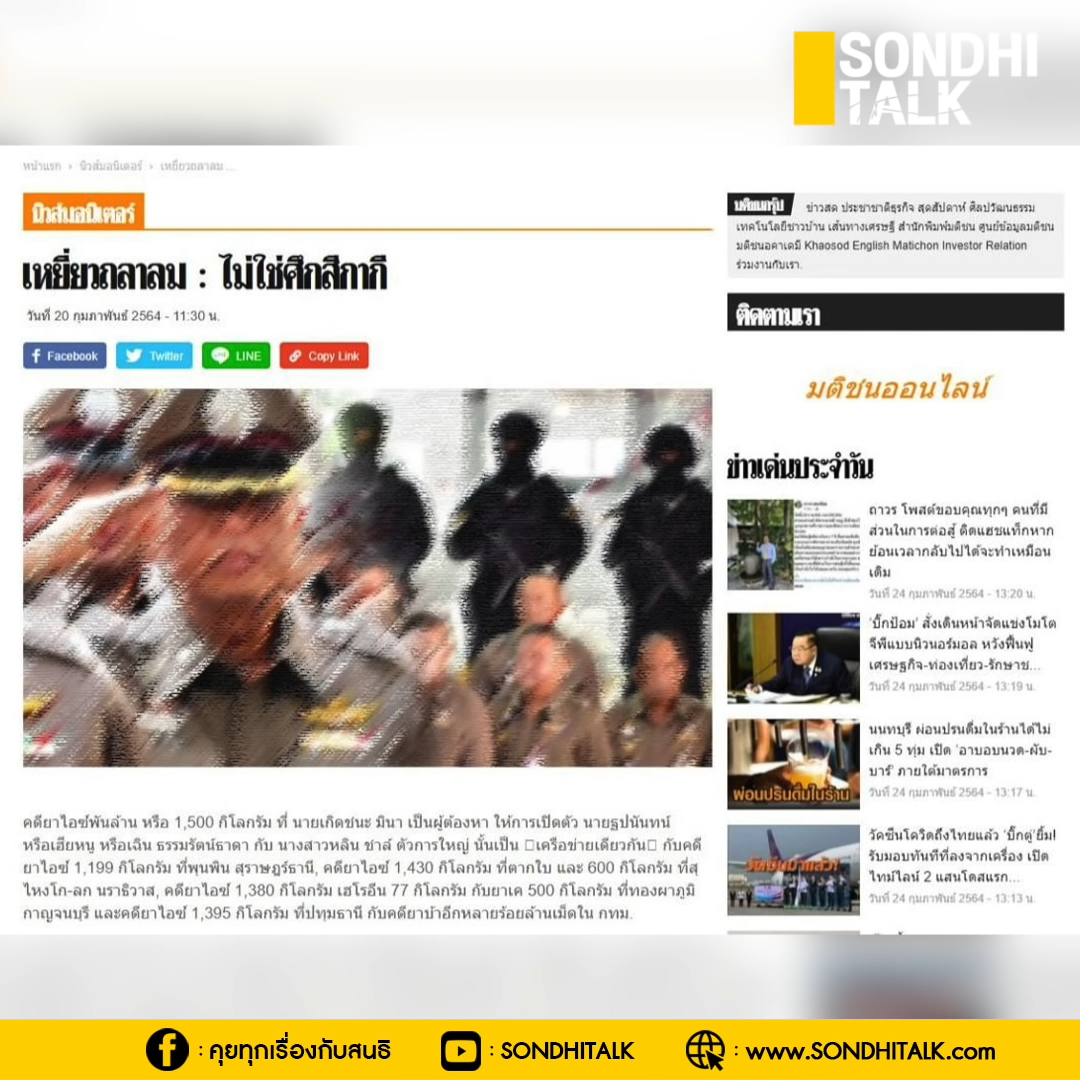 SONDHI
TALK
หน้าแรก › นิวส์มอนิเตอร์ › เหยี่ยวถลาลม ...
นิวส์มอนิเตอร์
เหยี่ยวถลาลม : ไม่ใช่ศึกสีกากี
วันที่ 20 กุมภาพันธ์ 2564 - 11:30 น.
Facebook Twitter LINE Copy Link
คดียาไอซ์พันล้าน หรือ 1,500 กิโลกรัม ที่ นายเกิดชนะ มีนา เป็นผู้ต้องหา ให้การเปิดตัว นายฐปนันทน์
หรือเฮียหนู หรือเฉิน ธรรมรัตน์ธาดา กับ นางสาวหลิน ชาล์ ตัวการใหญ่ นั้นเป็น เครือข่ายเดียวกัน กับคดี
ยาไอซ์ 1,199 กิโลกรัม ที่พุนพิน สุราษฎร์ธานี, คดียาไอซ์ 1,430 กิโลกรัม ที่ตากใบ และ 600 กิโลกรัม ที่สุ
ไหงโก-ลก นราธิวาส, คดียาไอซ์ 1,380 กิโลกรัม เฮโรอีน 77 กิโลกรัม กับยาเค 500 กิโลกรัม ที่ทองผาภูมิ
กาญจนบุรี และคดียาไอซ์ 1,395 กิโลกรัม ที่ปทุมธานี กับคดียาบ้าอีกหลายร้อยล้านเม็ดใน กทม.
มติชนกรุ๊ป ข่าวสด ประชาชาติธุรกิจ สุดสัปดาห์ ศิลปวัฒนธรรม
เทคโนโลยีชาวบ้าน เส้นทางเศรษฐี สำนักพิมพ์มติชน ศูนย์ข้อมูลมติชน
มติชนอคาเดมี Khaosod English Matichon Investor Relation
ร่วมงานกับเรา.
ติดตามเรา
มติชนออนไลน์
ข่าวเด่นประจำวัน
ถาวร โพสต์ขอบคุณทุกๆ คนที่มี
ส่วนในการต่อสู้ ติดแฮชแท็กหาก
ย้อนเวลากลับไปได้จะทำเหมือน
เดิม
วันที่ 24 กุมภาพันธ์ 2564 - 13:20 น.
'บิ๊กป้อม' สั่งเดินหน้าจัดแข่งโมโต
จีพีแบบนิวนอร์มอล หวังฟื้นฟู
เศรษฐกิจ-ท่องเที่ยว-รักษาช...
วันที่ 24 กุมภาพันธ์ 2564 - 13:19 น.
ผ่อนปรนดื่มในร้าน
นนทบุรี ผ่อนปรนดื่มในร้านได้ไม่
เกิน 5 ทุ่ม เปิด 'อาบอบนวด-ผับ-
บาร์' ภายใต้มาตรการ
วันที่ 24 กุมภาพันธ์ 2564 - 13:17 น.
วัคซีนมาแล้ว!
วัคซีนโควิดถึงไทยแล้ว 'บิ๊กตู่'ยิ้ม!
รับมอบทันทีที่ลงจากเครื่อง เปิด
ไทม์ไลน์ 2 แสนโดสแรก...
วันที่ 24 กุมภาพันธ์ 2564 - 13:13 น.
: คุยทุกเรื่องกับสนธิ : SONDHITALK : www.SONDHITALK.com